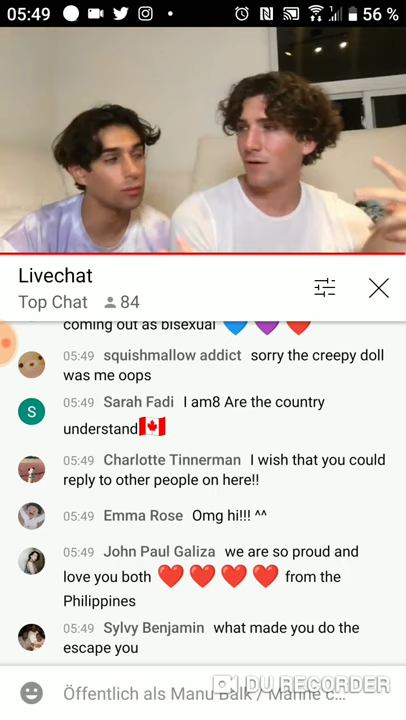 05:49
56 %
Livechat
Top Chat 84
coming out as bisexual 💙💜❤️
05:49 squishmallow addict sorry the creepy doll
was me oops
S
05:49 Sarah Fadi I am8 Are the country
understand🇨🇦
05:49 Charlotte Tinnerman I wish that you could
reply to other people on here!!
05:49 Emma Rose Omg hi!!! ^^
05:49 John Paul Galiza we are so proud and
love you both ❤️ ❤️ ❤️ ❤️ from the
Philippines
05:49 Sylvy Benjamin what made you do the
escape you
Öffentlich als Manu Balk / Manne c...
DU RECORDER